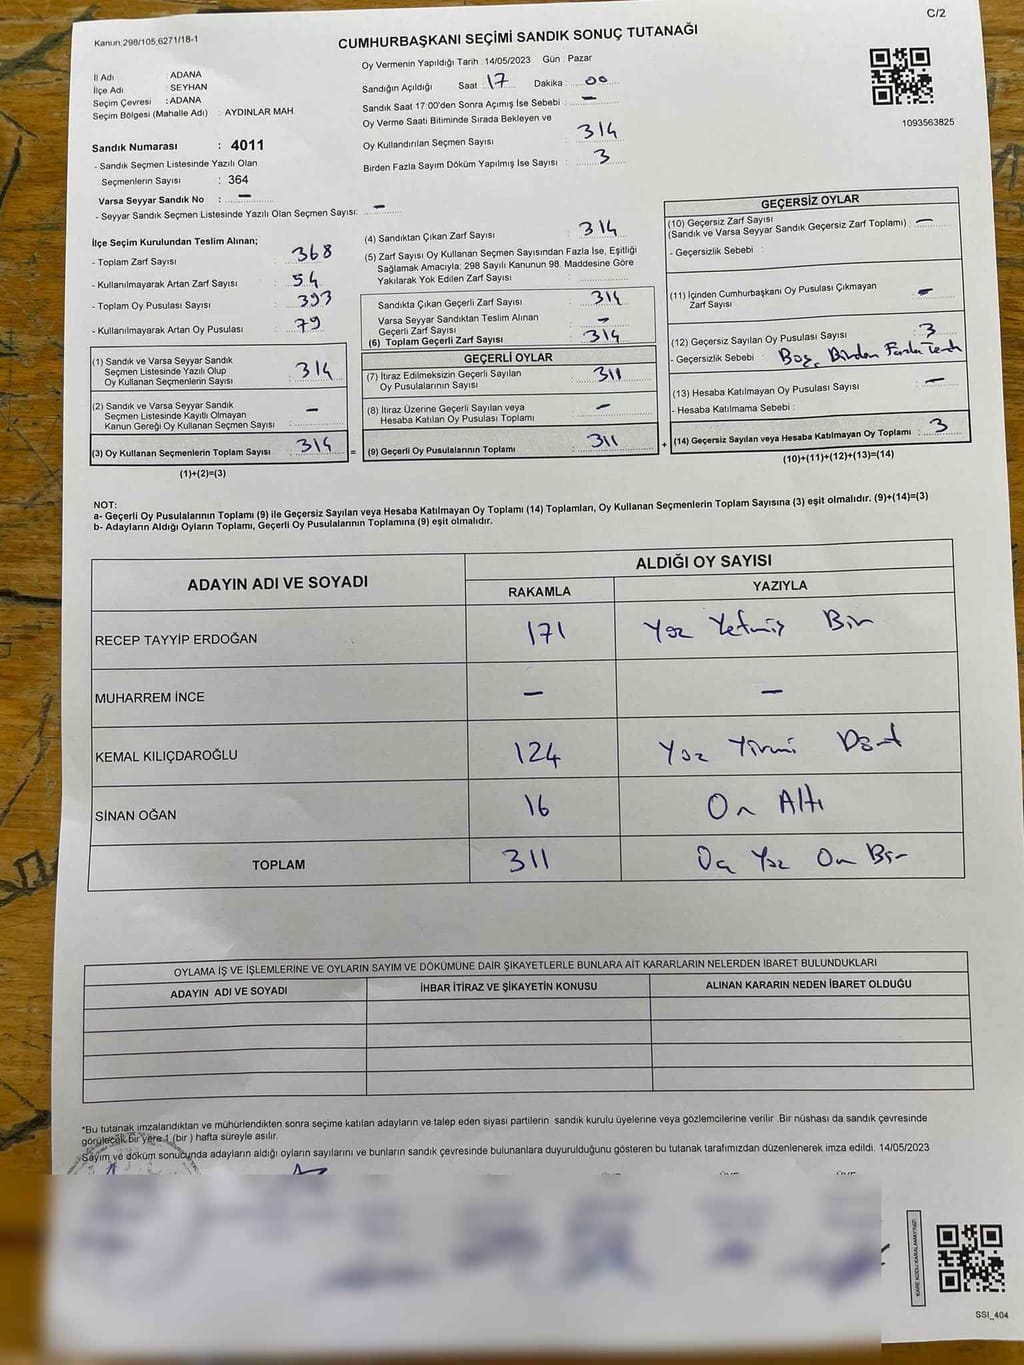 C/2
Kanun,298/105,6271/18-1
CUMHURBAŞKANI SEÇİMİ SANDIK SONUÇ TUTANAĞI
İl Adı : ADANA
İlçe Adı : SEYHAN
Seçim Çevresi : ADANA
Seçim Bölgesi (Mahalle Adı) : AYDINLAR MAH
Sandık Numarası : 4011
- Sandık Seçmen Listesinde Yazılı Olan
Seçmenlerin Sayısı : 364
Varsa Seyyar Sandık No : –
- Seyyar Sandık Seçmen Listesinde Yazılı Olan Seçmen Sayısı: –
Oy Vermenin Yapıldığı Tarih : 14/05/2023 Gün : Pazar
Sandığın Açıldığı Saat 17 Dakika : 00
Sandık Saat 17:00'den Sonra Açımış İse Sebebi : –
Oy Verme Saati Bitiminde Sırada Bekleyen ve
Oy Kullandırılan Seçmen Sayısı : 314
Birden Fazla Sayım Döküm Yapılmış İse Sayısı : 3
1093563825
İlçe Seçim Kurulundan Teslim Alınan;
- Toplam Zarf Sayısı : 368
- Kullanılmayarak Artan Zarf Sayısı : 54
- Toplam Oy Pusulası Sayısı : 393
- Kullanılmayarak Artan Oy Pusulası : 79
(1) Sandık ve Varsa Seyyar Sandık
Seçmen Listesinde Yazılı Olup
Oy Kullanan Seçmenlerin Sayısı : 314
(2) Sandık ve Varsa Seyyar Sandık
Seçmen Listesinde Kayıtlı Olmayan
Kanun Gereği Oy Kullanan Seçmen Sayısı : –
(3) Oy Kullanan Seçmenlerin Toplam Sayısı : 314
(1)+(2)=(3)
=
(4) Sandıktan Çıkan Zarf Sayısı : 314
(5) Zarf Sayısı Oy Kullanan Seçmen Sayısından Fazla İse, Eşitliği
Sağlamak Amacıyla; 298 Sayılı Kanunun 98. Maddesine Göre
Yakılarak Yok Edilen Zarf Sayısı :
Sandıkta Çıkan Geçerli Zarf Sayısı : 314
Varsa Seyyar Sandıktan Teslim Alınan
Geçerli Zarf Sayısı : –
(6) Toplam Geçerli Zarf Sayısı : 314
GEÇERLİ OYLAR
(7) İtiraz Edilmeksizin Geçerli Sayılan
Oy Pusulalarının Sayısı : 311
(8) İtiraz Üzerine Geçerli Sayılan veya
Hesaba Katılan Oy Pusulası Toplamı : –
(9) Geçerli Oy Pusulalarının Toplamı : 311
+
GEÇERSİZ OYLAR
(10) Geçersiz Zarf Sayısı
(Sandık ve Varsa Seyyar Sandık Geçersiz Zarf Toplamı) : –
- Geçersizlik Sebebi :
(11) İçinden Cumhurbaşkanı Oy Pusulası Çıkmayan
Zarf Sayısı : –
(12) Geçersiz Sayılan Oy Pusulası Sayısı : 3
- Geçersizlik Sebebi : Boş, Birden Fazla
(13) Hesaba Katılmayan Oy Pusulası Sayısı : –
- Hesaba Katılmama Sebebi :
(14) Geçersiz Sayılan veya Hesaba Katılmayan Oy Toplamı : 3
(10)+(11)+(12)+(13)=(14)
NOT:
a- Geçerli Oy Pusulalarının Toplamı (9) ile Geçersiz Sayılan veya Hesaba Katılmayan Oy Toplamı (14) Toplamları, Oy Kullanan Seçmenlerin Toplam Sayısına (3) eşit olmalıdır. (9)+(14)=(3)
b- Adayların Aldığı Oyların Toplamı, Geçerli Oy Pusulalarının Toplamına (9) eşit olmalıdır.
ADAYIN ADI VE SOYADI ALDIĞI OY SAYISI
RAKAMLA YAZIYLA
RECEP TAYYİP ERDOĞAN 171 Yüz Yetmiş Bir
MUHARREM İNCE – –
KEMAL KILIÇDAROĞLU 124 Yüz Yirmi Dört
SİNAN OĞAN 16 On Altı
TOPLAM 311 Üç Yüz On Bir
OYLAMA İŞ VE İŞLEMLERİNE VE OYLARIN SAYIM VE DÖKÜMÜNE DAİR ŞİKAYETLERLE BUNLARA AİT KARARLARIN NELERDEN İBARET BULUNDUKLARI
ADAYIN ADI VE SOYADI İHBAR İTİRAZ VE ŞİKAYETİN KONUSU ALINAN KARARIN NEDEN İBARET OLDUĞU
*Bu tutanak imzalandıktan ve mühürlendikten sonra seçime katılan adayların ve talep eden siyasi partilerin sandık kurulu üyelerine veya gözlemcilerine verilir .Bir nüshası da sandık çevresinde
görülecek bir yere 1 (bir ) hafta süreyle asılır.
Sayım ve döküm sonucunda adayların aldığı oyların sayılarını ve bunların sandık çevresinde bulunanlara duyurulduğunu gösteren bu tutanak tarafımızdan düzenlenerek imza edildi. 14/05/2023
KARE KODU KARALAMAYINIZ!
SSİ_404